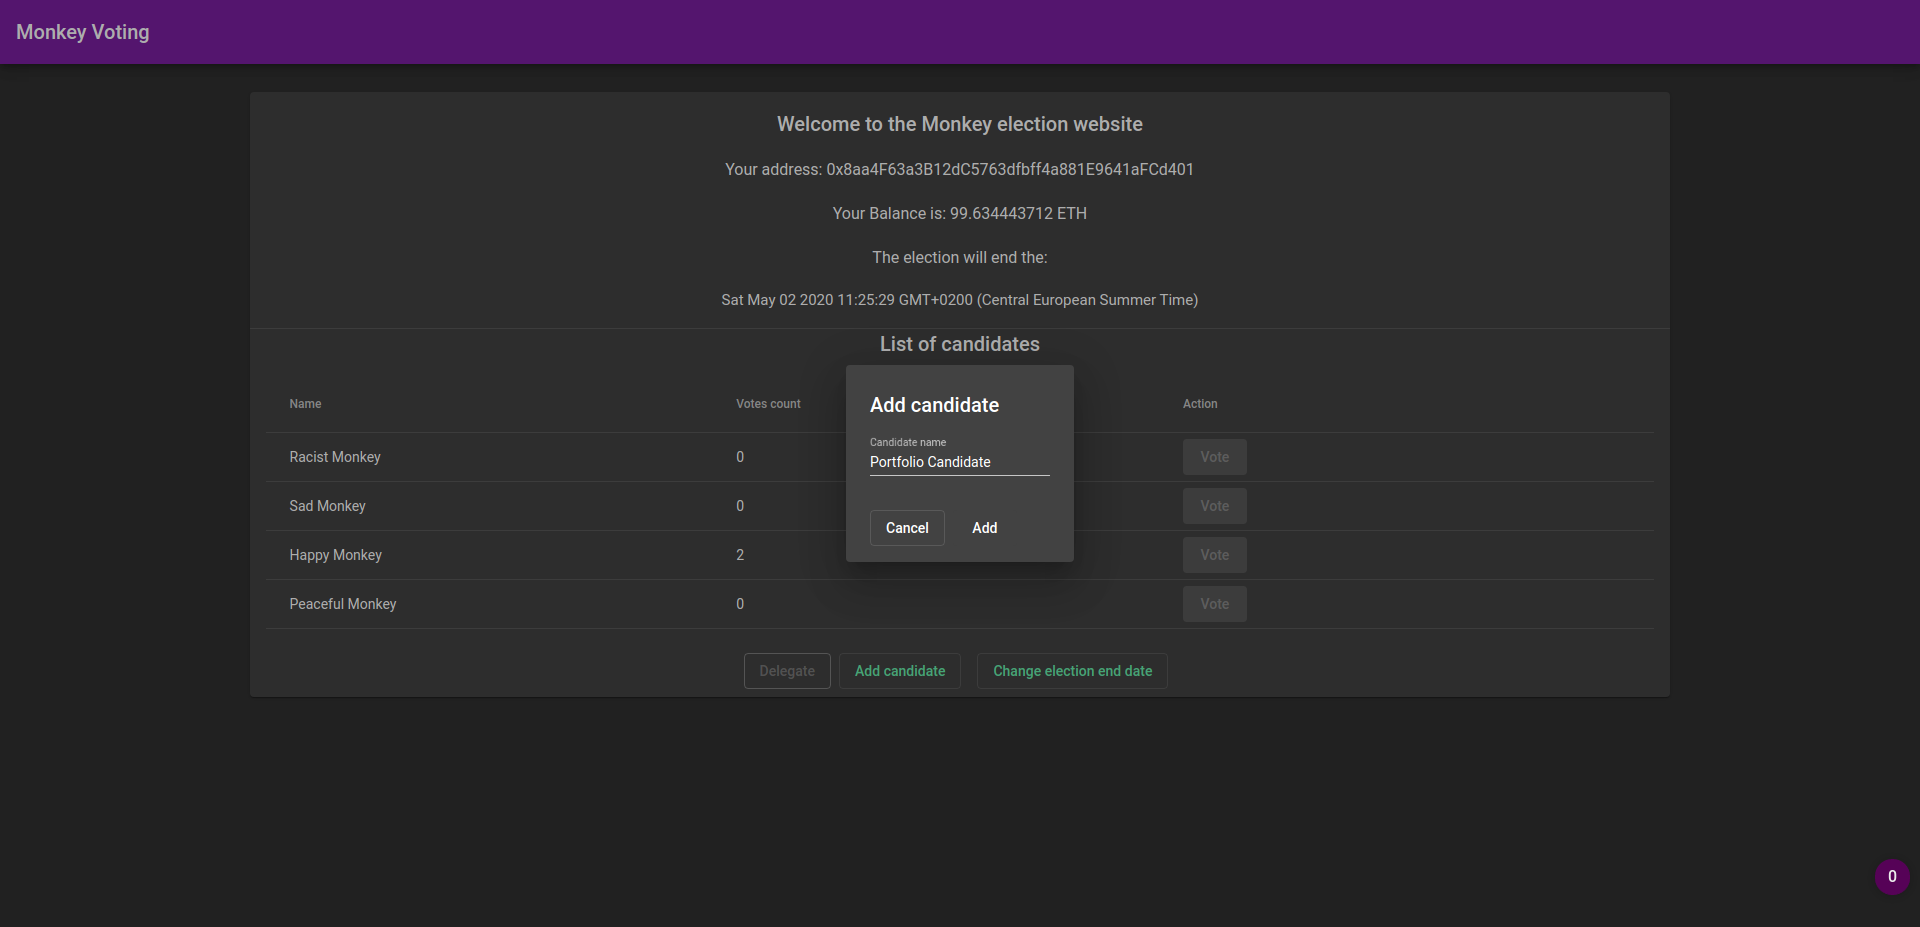 Monkey Voting
Welcome to the Monkey election website
Your address: 0x8aa4F63a3B12dC5763dfbff4a881E9641aFCd401
Your Balance is: 99.634443712 ETH
The election will end the:
Sat May 02 2020 11:25:29 GMT+0200 (Central European Summer Time)
List of candidates
Name Votes count Action
Racist Monkey 0 Vote
Sad Monkey 0 Vote
Happy Monkey 2 Vote
Peaceful Monkey 0 Vote
Add candidate
Candidate name
Portfolio Candidate
Cancel Add
Delegate Add candidate Change election end date
0